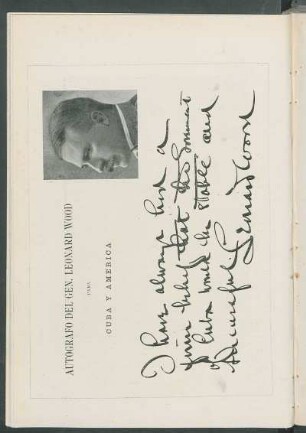 AUTOGRAFO DEL GEN. LEONARD WOOD
PARA
CUBA Y AMERICA
I have always had a
firm belief that the Government
of Cuba would be stable and
successful.
Leonard Wood